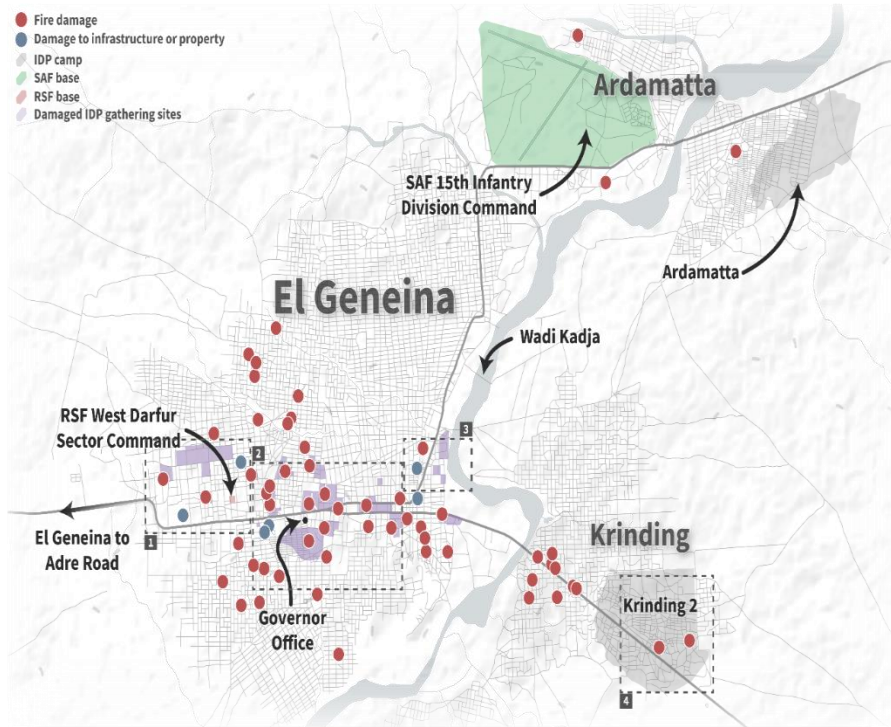 Fire damage
Damage to infrastructure or property
IDP camp
SAF base
RSF base
Damaged IDP gathering sites
Ardamatta
SAF 15th Infantry
Division Command
Ardamatta
El Geneina
Wadi Kadja
RSF West Darfur
Sector Command
3
2
El Geneina to
Adre Road
1
Krinding
Governor
Office
Krinding 2
4